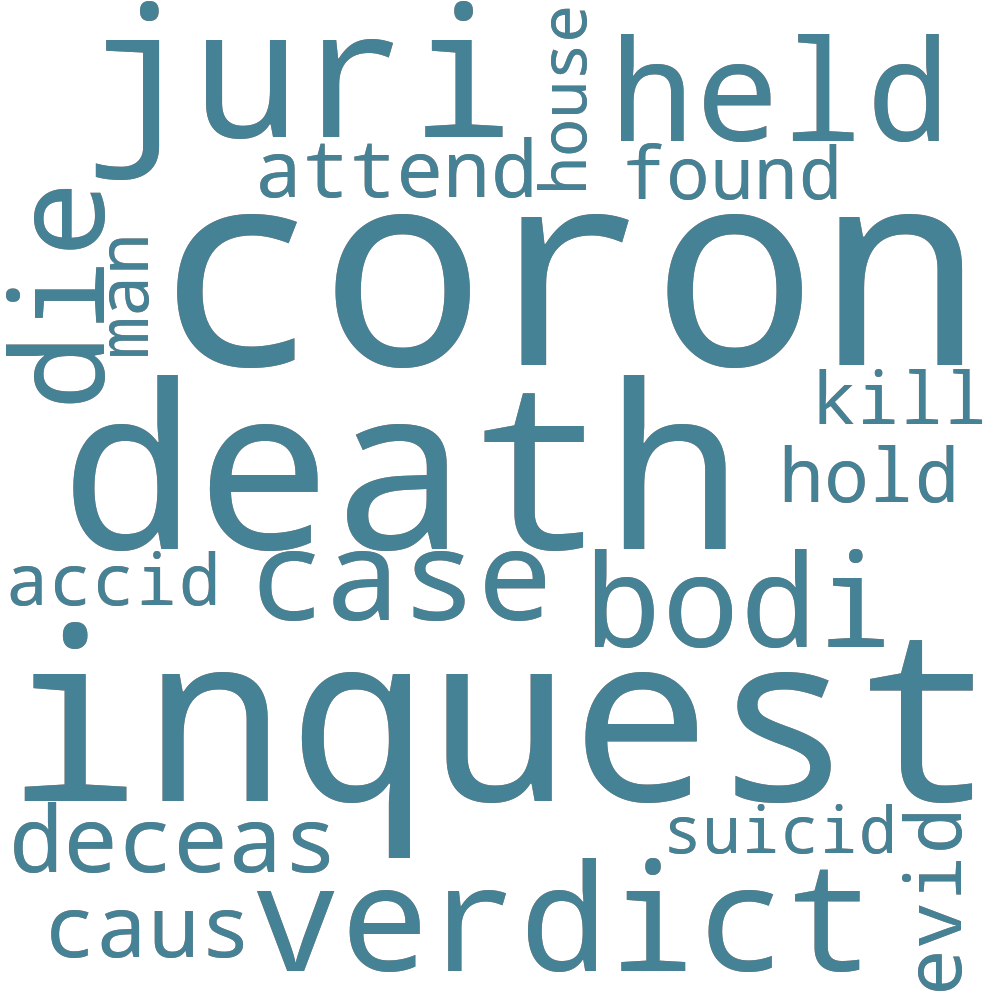 juri
house
held
attend
found
die
man
coron
death
kill
hold
accid
case
bodi
inquest
deceas
suicid
evid
caus
verdict